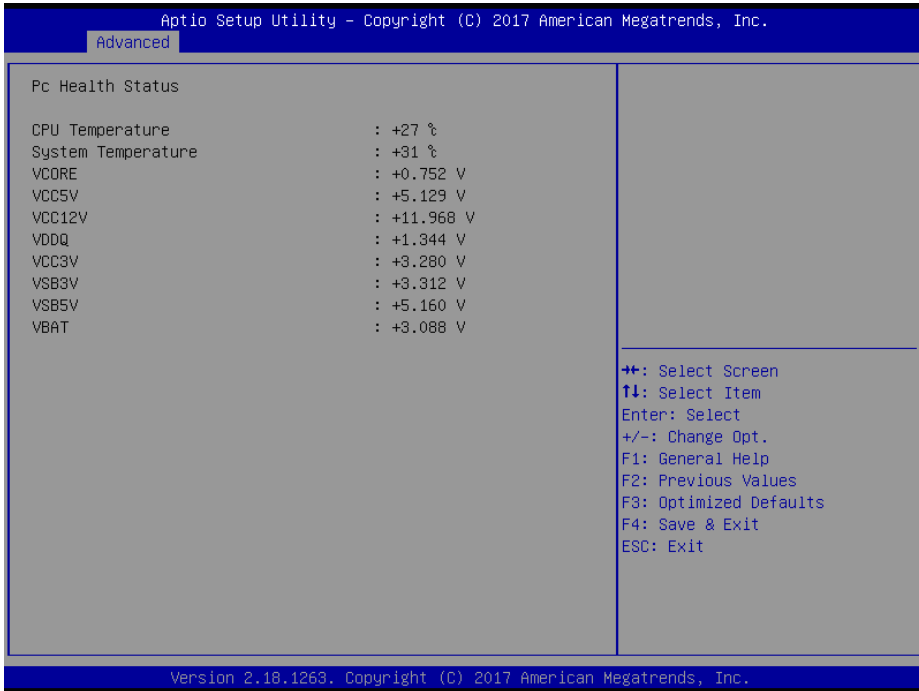 Aptio Setup Utility – Copyright (C) 2017 American Megatrends, Inc.
Advanced
Pc Health Status
CPU Temperature : +27 ℃
System Temperature : +31 ℃
VCORE : +0.752 V
VCC5V : +5.129 V
VCC12V : +11.968 V
VDDQ : +1.344 V
VCC3V : +3.280 V
VSB3V : +3.312 V
VSB5V : +5.160 V
VBAT : +3.088 V
→←: Select Screen
↑↓: Select Item
Enter: Select
+/-: Change Opt.
F1: General Help
F2: Previous Values
F3: Optimized Defaults
F4: Save & Exit
ESC: Exit
Version 2.18.1263. Copyright (C) 2017 American Megatrends, Inc.